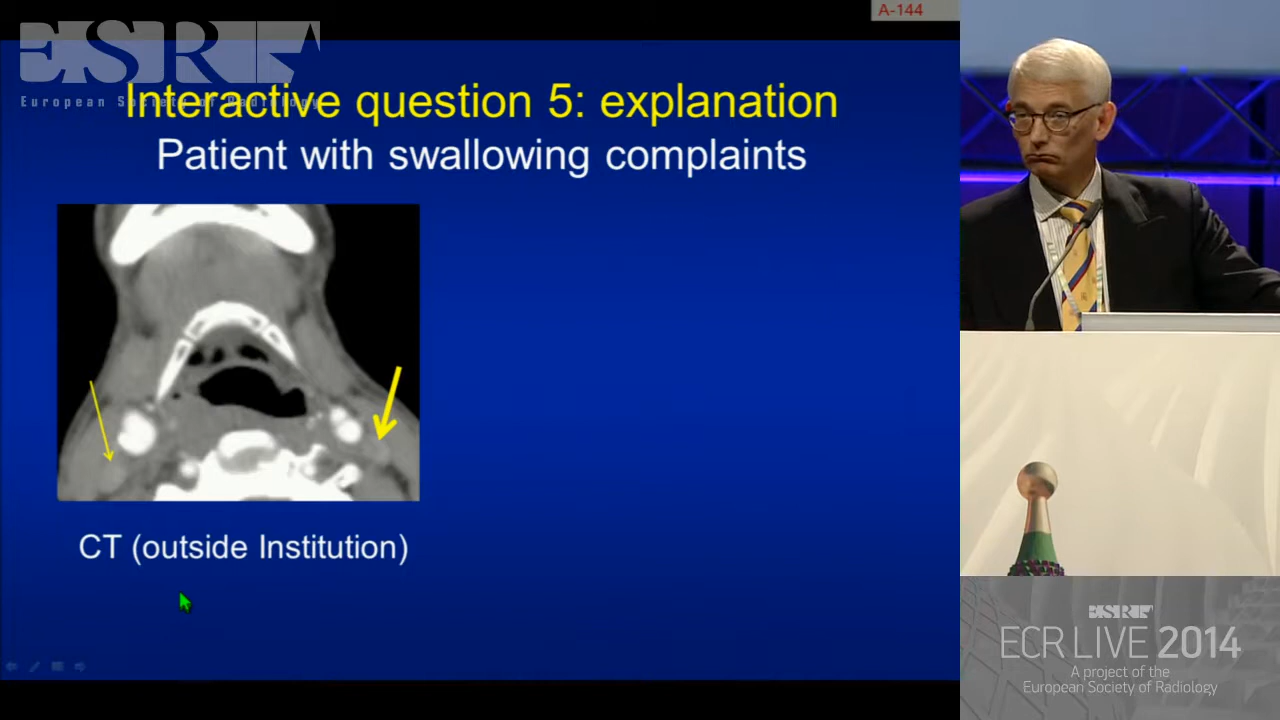 A-144
ESR
European Society of Radiology
Interactive question 5: explanation
Patient with swallowing complaints
CT (outside Institution)
ESR
ECR LIVE 2014
A project of the
European Society of Radiology